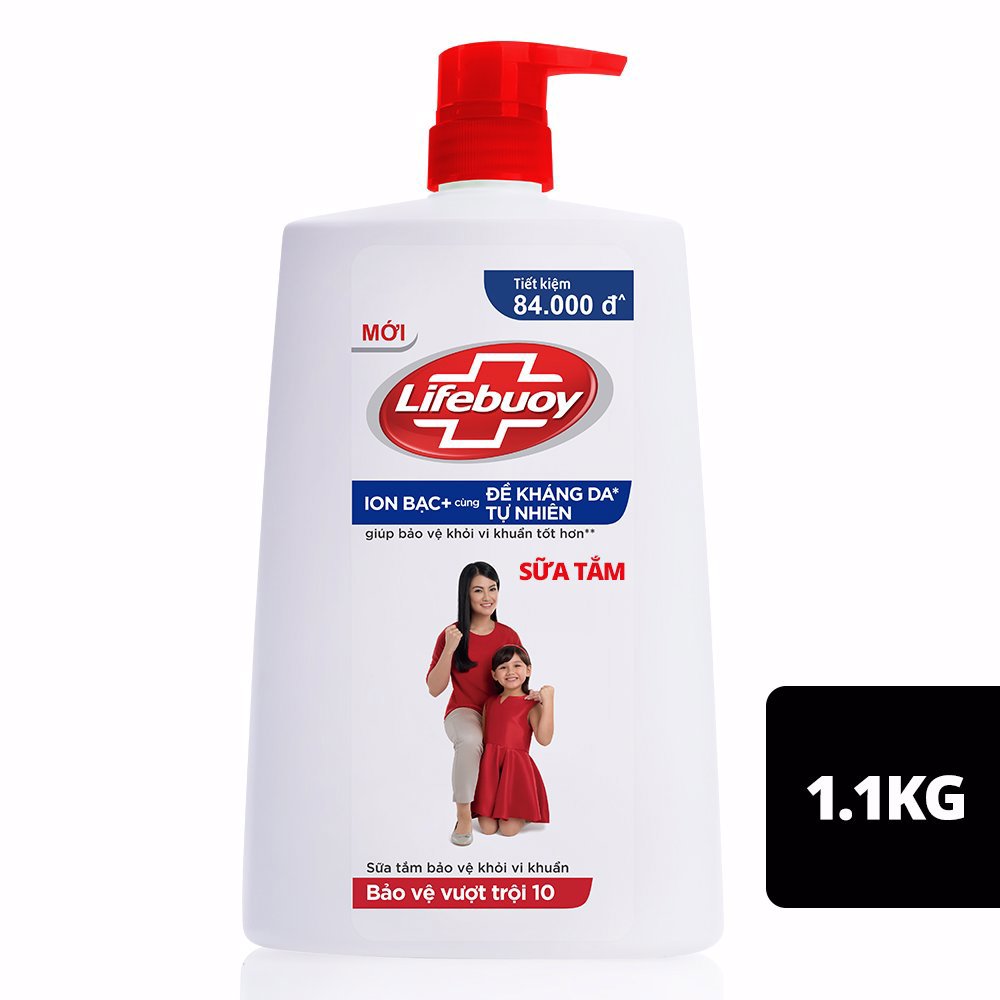 Tiết kiệm
84.000 đ^
MỚI
Lifebuoy
ION BẠC+ cùng ĐỀ KHÁNG DA*
TỰ NHIÊN
giúp bảo vệ khỏi vi khuẩn tốt hơn**
SỮA TẮM
1.1KG
Sữa tắm bảo vệ khỏi vi khuẩn
Bảo vệ vượt trội 10